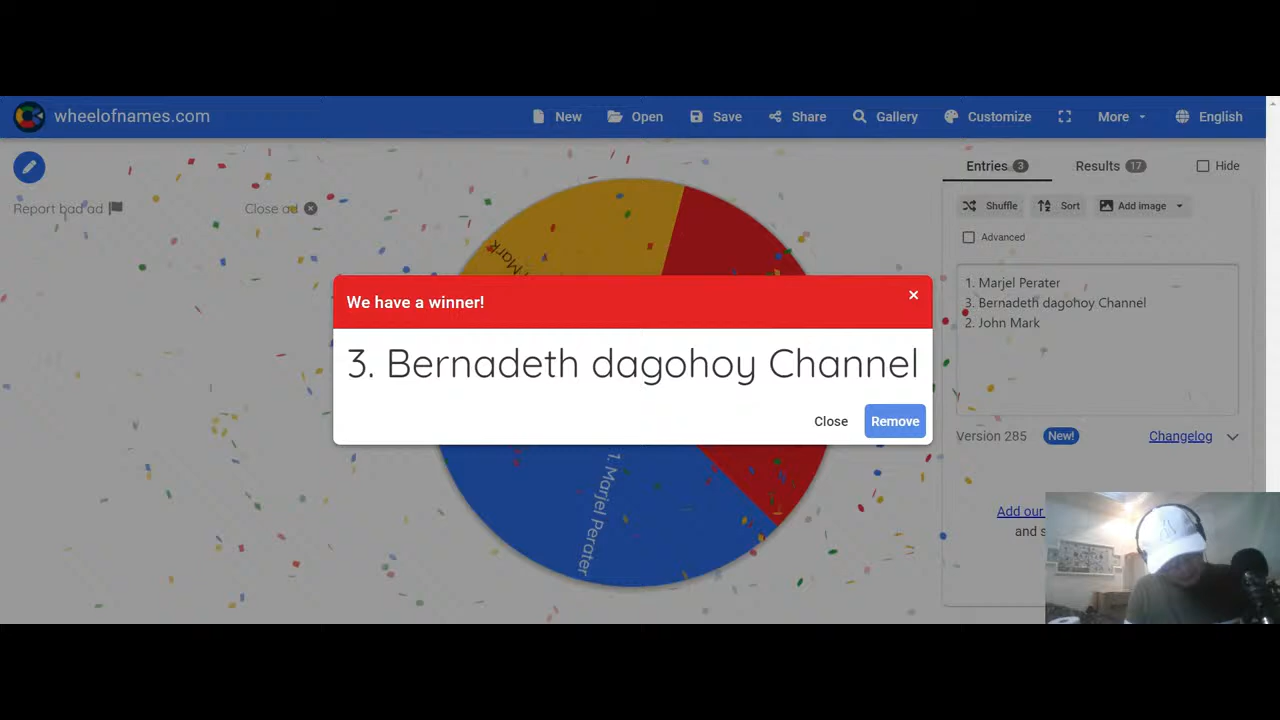 wheelofnames.com
New
Open
Save
Share
Gallery
Customize
More
English
Report bad ad
Close ad
Entries 3
Results 17
Hide
Shuffle
Sort
Add image
Advanced
1. Marjel Perater
3. Bernadeth dagohoy Channel
2. John Mark
Mark
We have a winner!
3. Bernadeth dagohoy Channel
Close
Remove
1. Marjel Perater
Version 285
New!
Changelog
Add our
and s